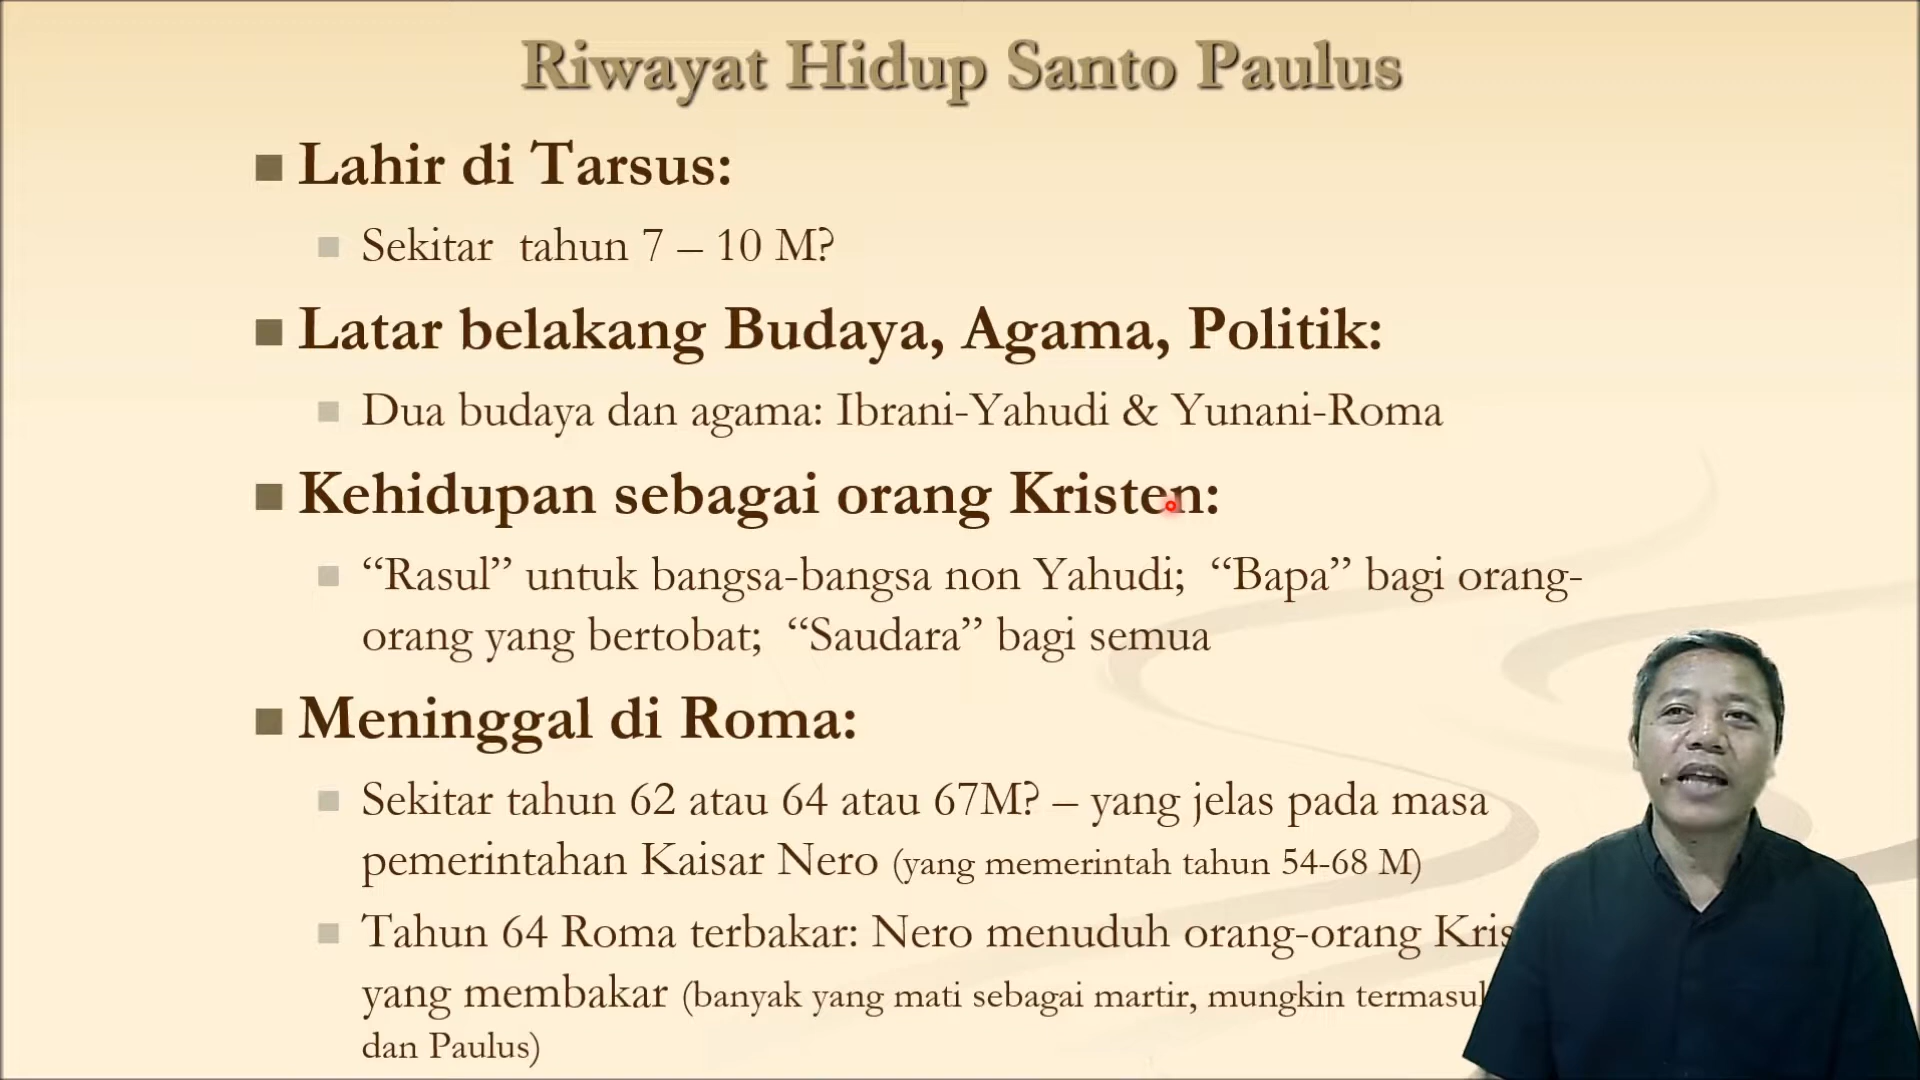 Riwayat Hidup Santo Paulus
Lahir di Tarsus:
Sekitar tahun 7 – 10 M?
Latar belakang Budaya, Agama, Politik:
Dua budaya dan agama: Ibrani-Yahudi & Yunani-Roma
Kehidupan sebagai orang Kristen:
“Rasul” untuk bangsa-bangsa non Yahudi; “Bapa” bagi orang-
orang yang bertobat; “Saudara” bagi semua
Meninggal di Roma:
Sekitar tahun 62 atau 64 atau 67M? – yang jelas pada masa
pemerintahan Kaisar Nero (yang memerintah tahun 54-68 M)
Tahun 64 Roma terbakar: Nero menuduh orang-orang
yang membakar (banyak yang mati sebagai martir, mungkin
dan Paulus)